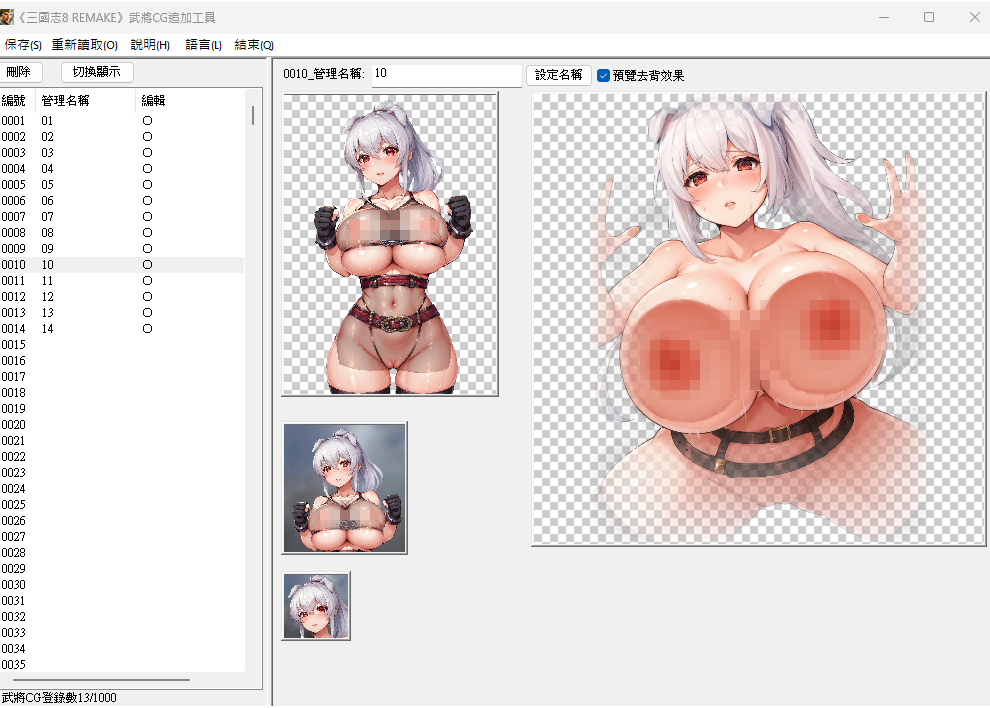 《三國志8 REMAKE》武將CG追加工具
保存(S) 重新讀取(O) 說明(H) 語言(L) 結束(Q)
刪除 切換顯示
0010_管理名稱: 10 設定名稱 預覽去背效果
編號 管理名稱 編輯
0001 01 O
0002 02 O
0003 03 O
0004 04 O
0005 05 O
0006 06 O
0007 07 O
0008 08 O
0009 09 O
0010 10 O
0011 11 O
0012 12 O
0013 13 O
0014 14 O
0015
0016
0017
0018
0019
0020
0021
0022
0023
0024
0025
0026
0027
0028
0029
0030
0031
0032
0033
0034
0035
武將CG登錄數13/1000